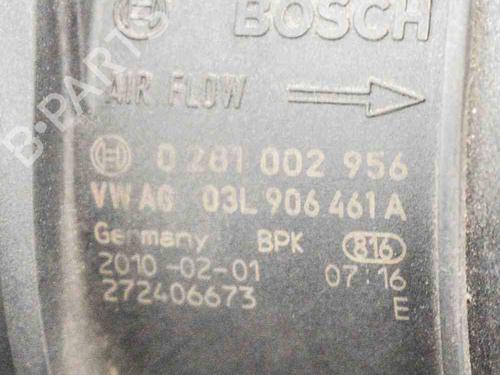 BOSCH
AIR FLOW
0 281 002 956
VW AG 03L 906 461 A
Germany BPK 816
2010-02-01 07:16
272406673 E
B-PARTS